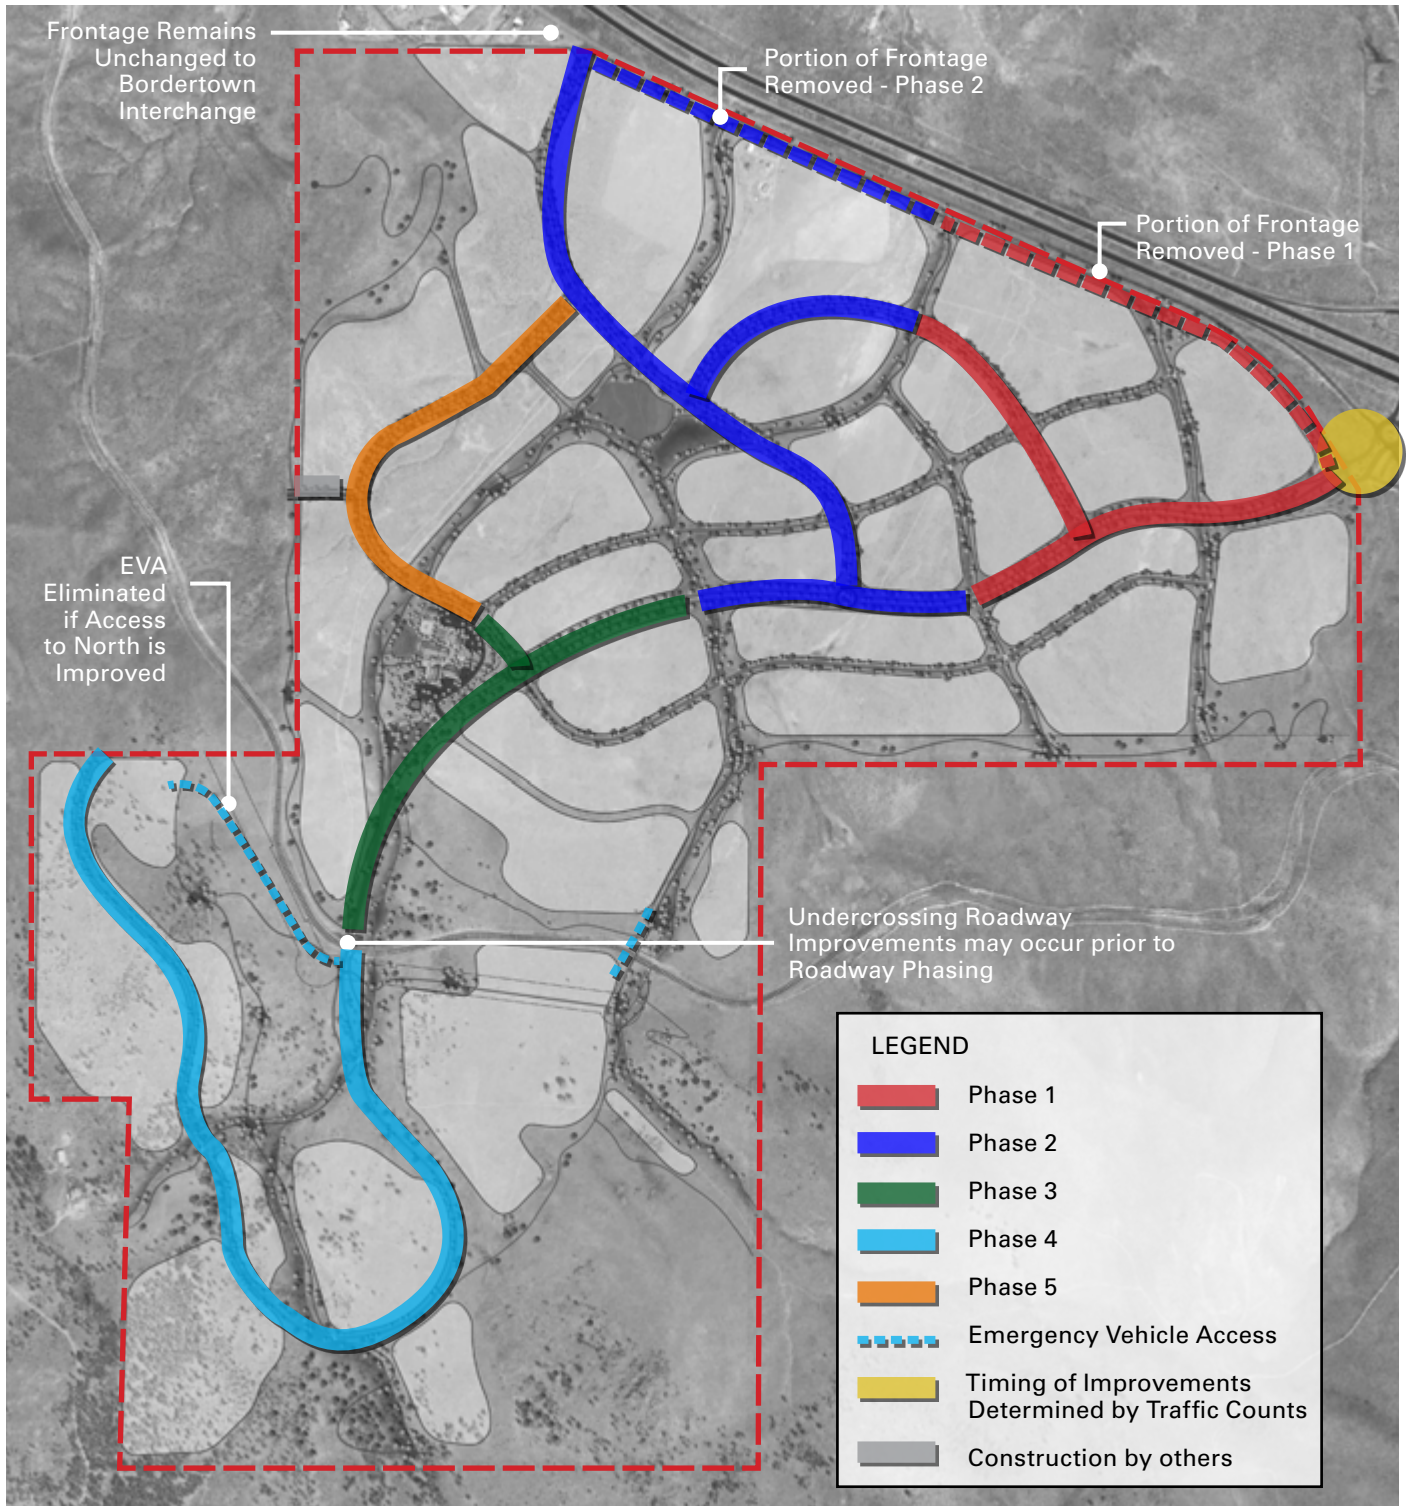 Frontage Remains
Unchanged to
Bordertown
Interchange
Portion of Frontage
Removed - Phase 2
Portion of Frontage
Removed - Phase 1
EVA
Eliminated
if Access
to North is
Improved
Undercrossing Roadway
Improvements may occur prior to
Roadway Phasing
LEGEND
Phase 1
Phase 2
Phase 3
Phase 4
Phase 5
Emergency Vehicle Access
Timing of Improvements
Determined by Traffic Counts
Construction by others